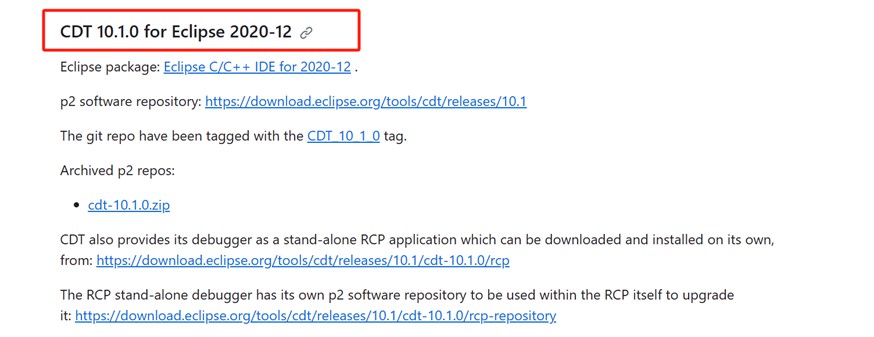 CDT 10.1.0 for Eclipse 2020-12
Eclipse package: Eclipse C/C++ IDE for 2020-12 .
p2 software repository: https://download.eclipse.org/tools/cdt/releases/10.1
The git repo have been tagged with the CDT_10_1_0 tag.
Archived p2 repos:
• cdt-10.1.0.zip
CDT also provides its debugger as a stand-alone RCP application which can be downloaded and installed on its own,
from: https://download.eclipse.org/tools/cdt/releases/10.1/cdt-10.1.0/rcp
The RCP stand-alone debugger has its own p2 software repository to be used within the RCP itself to upgrade
it: https://download.eclipse.org/tools/cdt/releases/10.1/cdt-10.1.0/rcp-repository